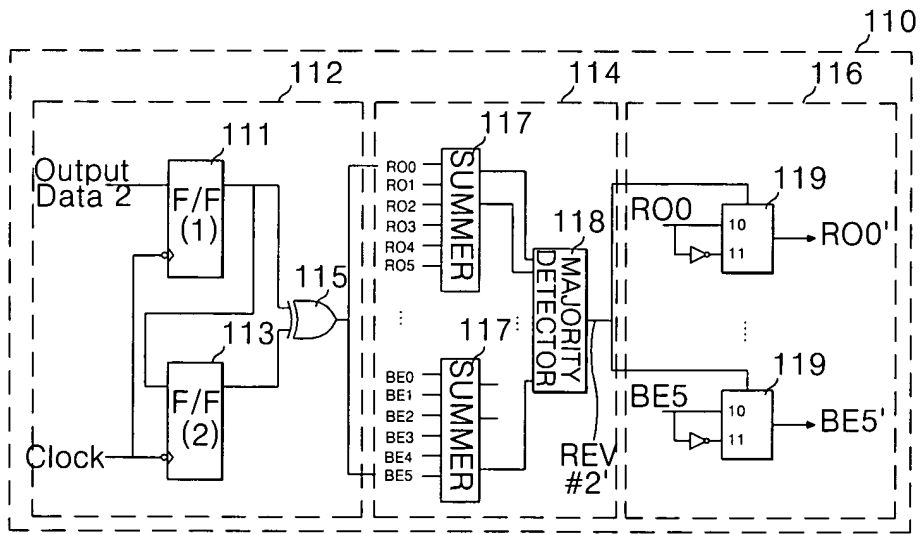 110
112
114
116
111
Output
Data 2
F/F
(1)
113
F/F
(2)
Clock
115
117
RO0
RO1
RO2
RO3
RO4
RO5
SUMMER
118
MAJORITY
DETECTOR
117
BE0
BE1
BE2
BE3
BE4
BE5
SUMMER
REV
#2'
119
RO0
10
11
RO0'
119
BE5
10
11
BE5'